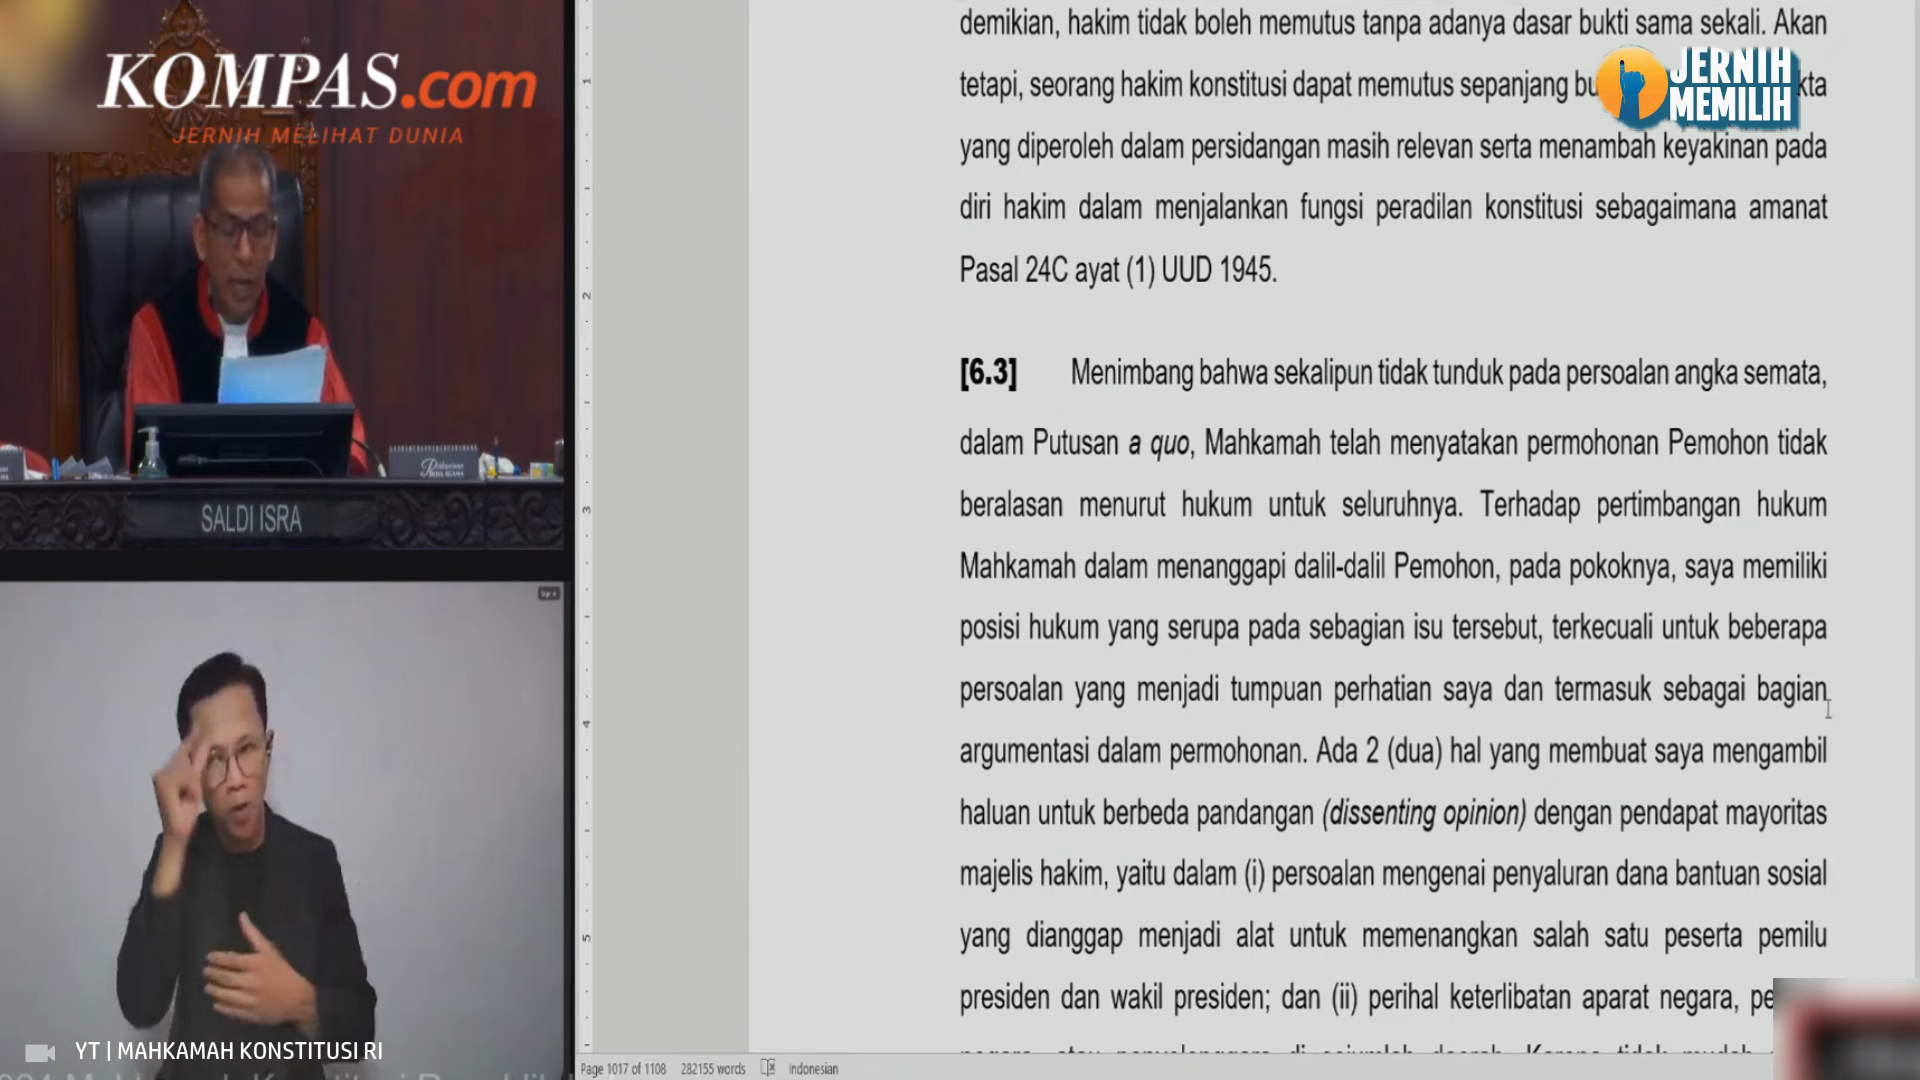 KOMPAS.com
JERNIH MELIHAT DUNIA
JERNIH
MEMILIH
SALDI ISRA
YT | MAHKAMAH KONSTITUSI RI
demikian, hakim tidak boleh memutus tanpa adanya dasar bukti sama sekali. Akan
tetapi, seorang hakim konstitusi dapat memutus sepanjang
yang diperoleh dalam persidangan masih relevan serta menambah keyakinan pada
diri hakim dalam menjalankan fungsi peradilan konstitusi sebagaimana amanat
Pasal 24C ayat (1) UUD 1945.
[6.3] Menimbang bahwa sekalipun tidak tunduk pada persoalan angka semata,
dalam Putusan a quo, Mahkamah telah menyatakan permohonan Pemohon tidak
beralasan menurut hukum untuk seluruhnya. Terhadap pertimbangan hukum
Mahkamah dalam menanggapi dalil-dalil Pemohon, pada pokoknya, saya memiliki
posisi hukum yang serupa pada sebagian isu tersebut, terkecuali untuk beberapa
persoalan yang menjadi tumpuan perhatian saya dan termasuk sebagai bagian
argumentasi dalam permohonan. Ada 2 (dua) hal yang membuat saya mengambil
haluan untuk berbeda pandangan (dissenting opinion) dengan pendapat mayoritas
majelis hakim, yaitu dalam (i) persoalan mengenai penyaluran dana bantuan sosial
yang dianggap menjadi alat untuk memenangkan salah satu peserta pemilu
presiden dan wakil presiden; dan (ii) perihal keterlibatan aparat negara,
Page 1017 of 1108 282155 words Indonesian